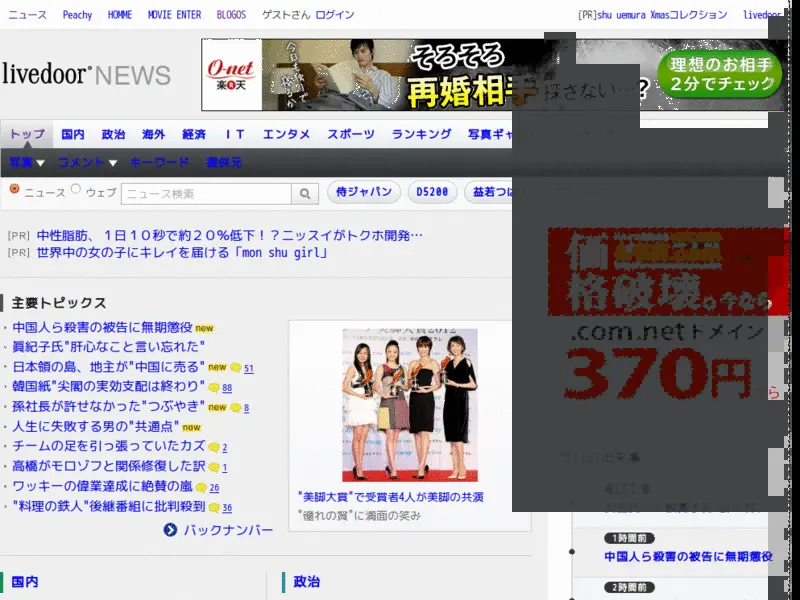 ニュース Peachy HOMME MOVIE ENTER BLOGOS ゲストさん ログイン [PR]shu uemura Xmasコレクション livedoor
livedoor NEWS
O-net
楽天
今日も一人で読書か
そろそろ
再婚相手
探さない…?
理想のお相手
2分でチェック
トップ 国内 政治 海外 経済 IT エンタメ スポーツ ランキング 写真ギャ
写真 コメント キーワード 提供元
ニュース ウェブ ニュース検索 侍ジャパン D5200 益若つ
[PR] 中性脂肪、1日10秒で約20%低下!?ニッスイがトクホ開発…
[PR] 世界中の女の子にキレイを届ける「mon shu girl」
主要トピックス
・中国人ら殺害の被告に無期懲役 new
・眞紀子氏"肝心なこと言い忘れた"
・日本領の島、地主が"中国に売る" new 51
・韓国紙"尖閣の実効支配は終わり" 88
・孫社長が許せなかった"つぶやき" new 8
・人生に失敗する男の"共通点" new
・チームの足を引っ張っていたカズ 2
・高橋がモロゾフと関係修復した訳 1
・ワッキーの偉業達成に絶賛の嵐 26
・"料理の鉄人"後継番組に批判殺到 36
バックナンバー
"美脚大賞"で受賞者4人が美脚の共演
"憧れの賞"に満面の笑み
価
格破壊。今なら
.com.netドメイン
370円
ら
1時間前
中国人ら殺害の被告に無期懲役
2時間前
国内
政治